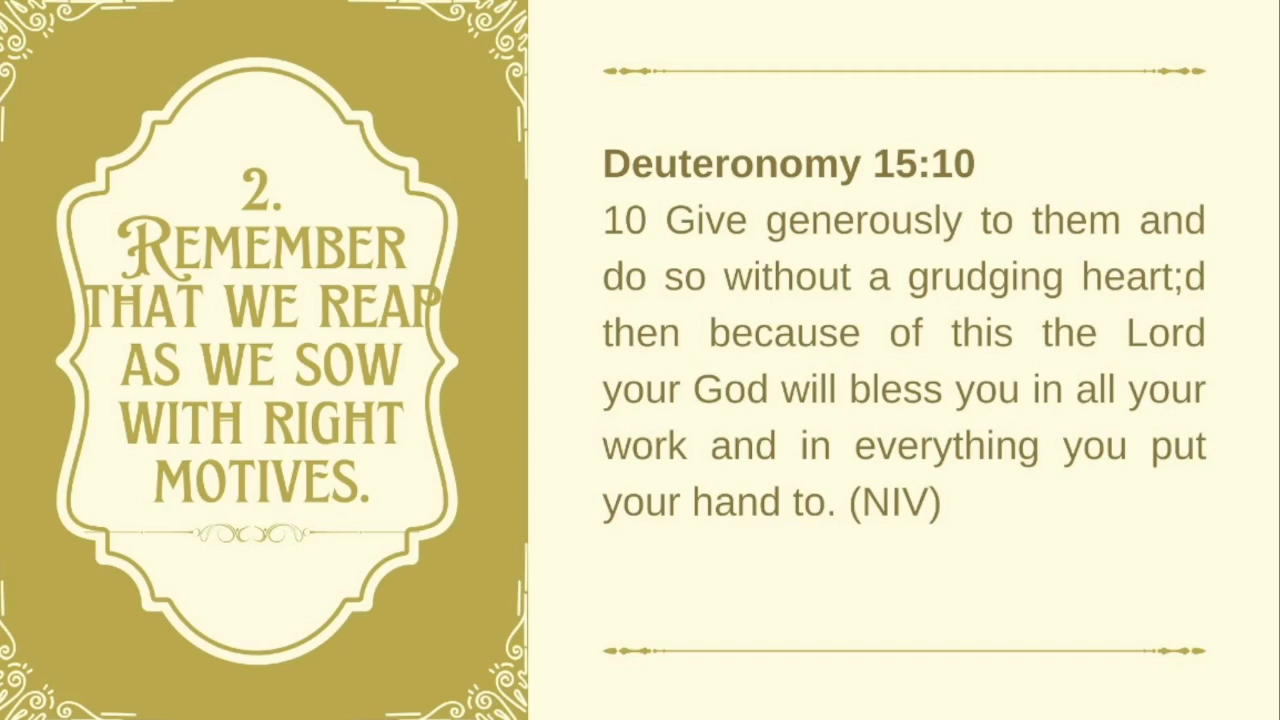 2.
REMEMBER
THAT WE REAP
AS WE SOW
WITH RIGHT
MOTIVES.
Deuteronomy 15:10
10 Give generously to them and
do so without a grudging heart;d
then because of this the Lord
your God will bless you in all your
work and in everything you put
your hand to. (NIV)